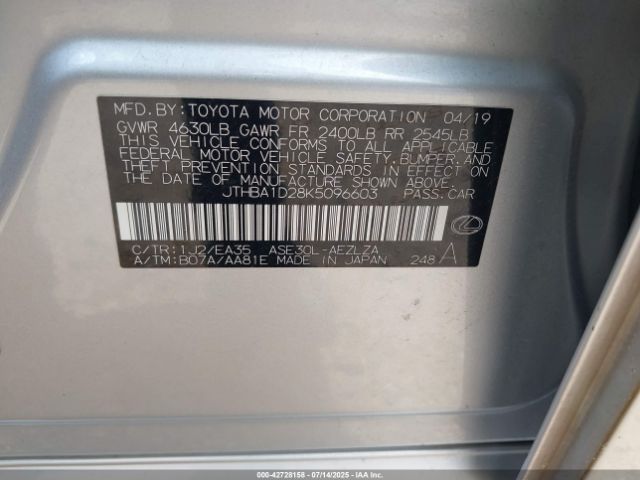 MFD.BY: TOYOTA MOTOR CORPORATION 04/19
GVWR 4630LB GAWR FR 2400LB RR 2545LB
THIS VEHICLE CONFORMS TO ALL APPLICABLE
FEDERAL MOTOR VEHICLE SAFETY, BUMPER, AND
THEFT PREVENTION STANDARDS IN EFFECT ON
THE DATE OF MANUFACTURE SHOWN ABOVE.
JTHBA1D28K5096603 PASS.CAR
C/TR:1J2/EA35 ASE30L-AEZLZA
A/TM:B07A/AA81E MADE IN JAPAN 248 A
000-42728158 - 07/14/2025 - IAA Inc.